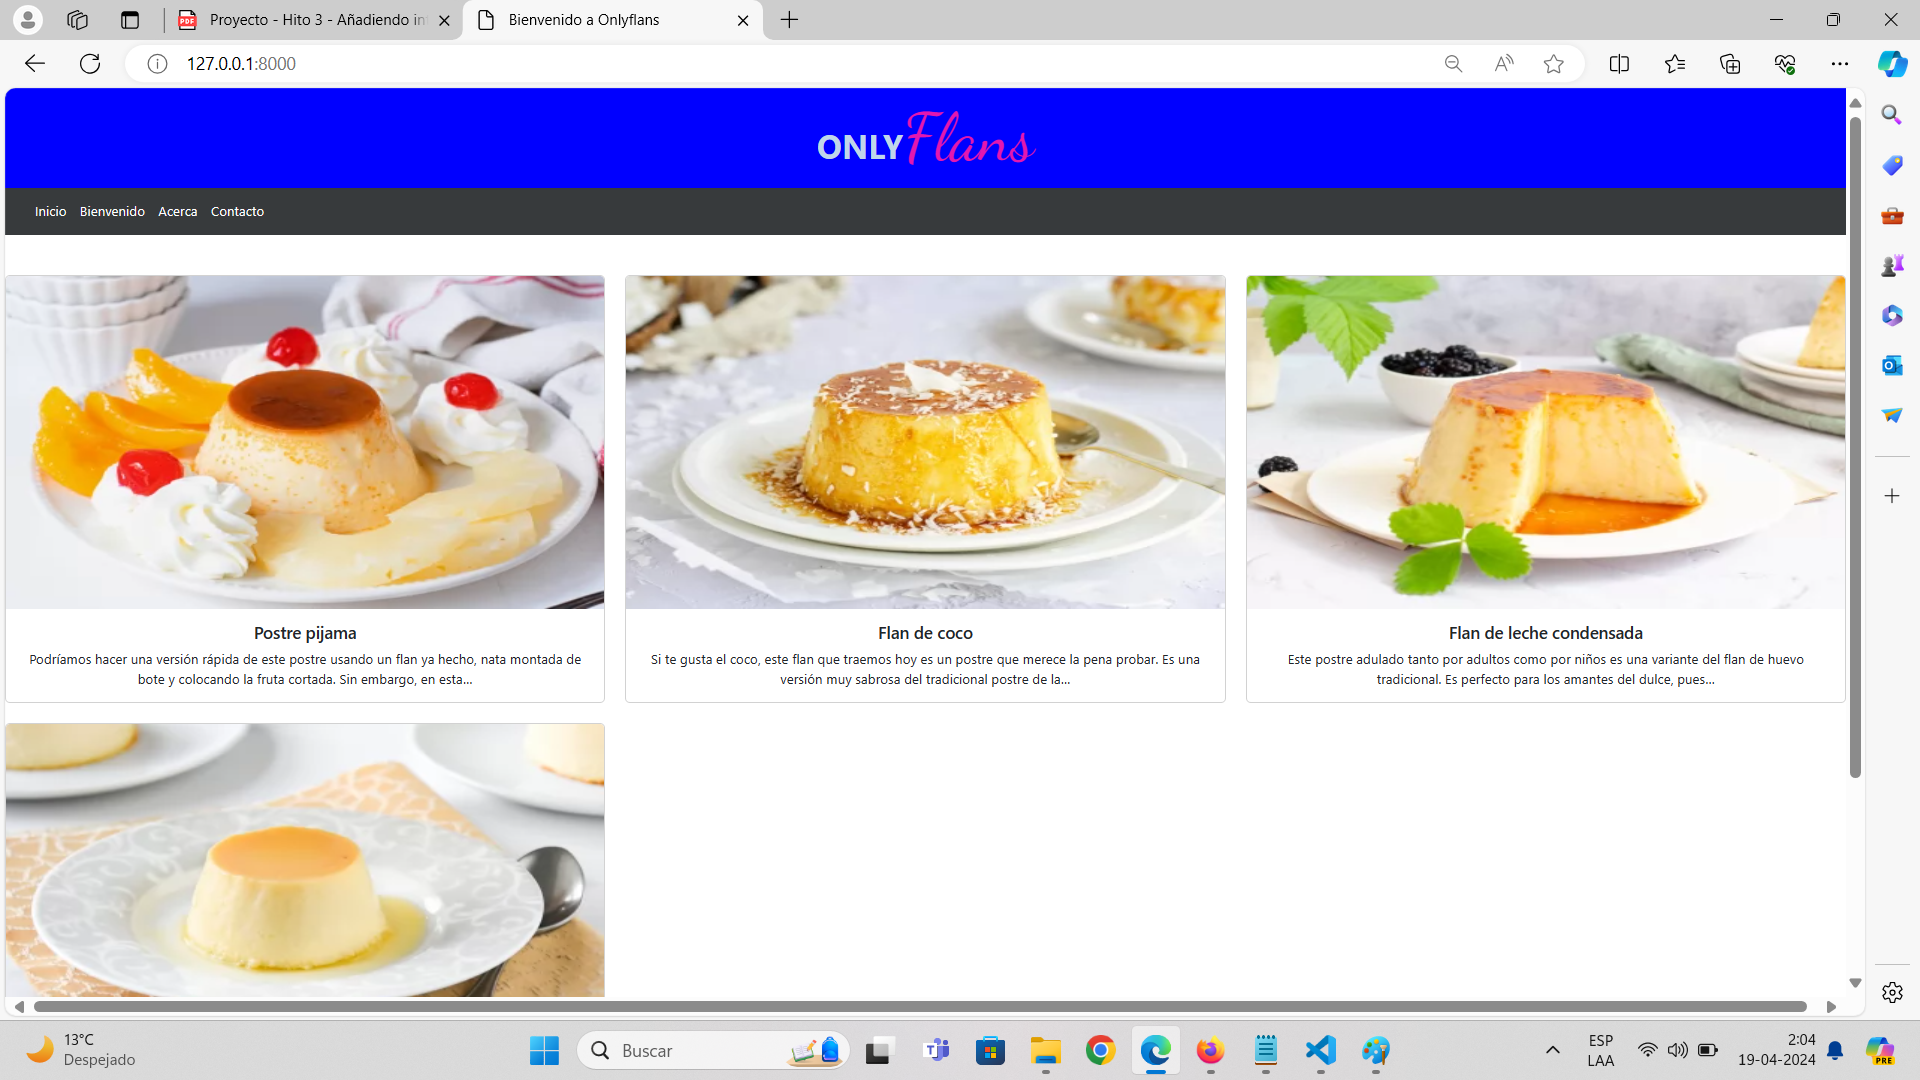 Proyecto - Hito 3 - Añadiendo in
Bienvenido a Onlyflans
127.0.0.1:8000
ONLYFlans
Inicio Bienvenido Acerca Contacto
Postre pijama
Podríamos hacer una versión rápida de este postre usando un flan ya hecho, nata montada de
bote y colocando la fruta cortada. Sin embargo, en esta...
Flan de coco
Si te gusta el coco, este flan que traemos hoy es un postre que merece la pena probar. Es una
versión muy sabrosa del tradicional postre de la...
Flan de leche condensada
Este postre adulado tanto por adultos como por niños es una variante del flan de huevo
tradicional. Es perfecto para los amantes del dulce, pues...
13°C
Despejado
Buscar
ESP
LAA
2:04
19-04-2024
PRE